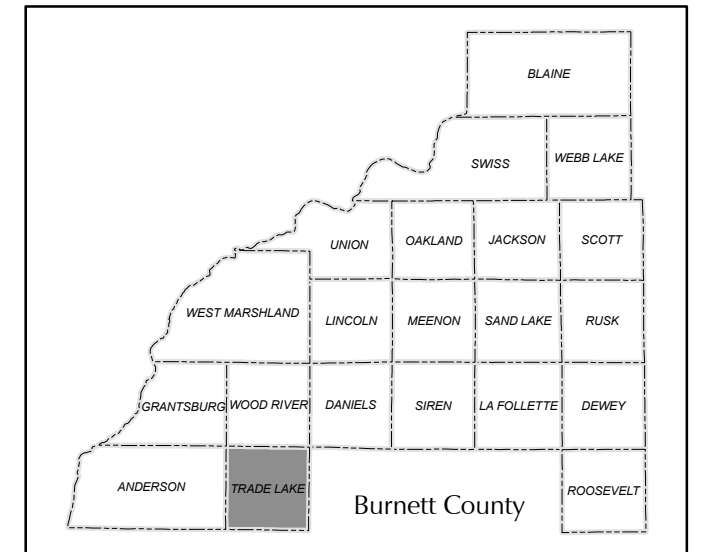 BLAINE
SWISS
WEBB LAKE
UNION
OAKLAND
JACKSON
SCOTT
WEST MARSHLAND
LINCOLN
MEENON
SAND LAKE
RUSK
GRANTSBURG
WOOD RIVER
DANIELS
SIREN
LA FOLLETTE
DEWEY
ANDERSON
TRADE LAKE
Burnett County
ROOSEVELT